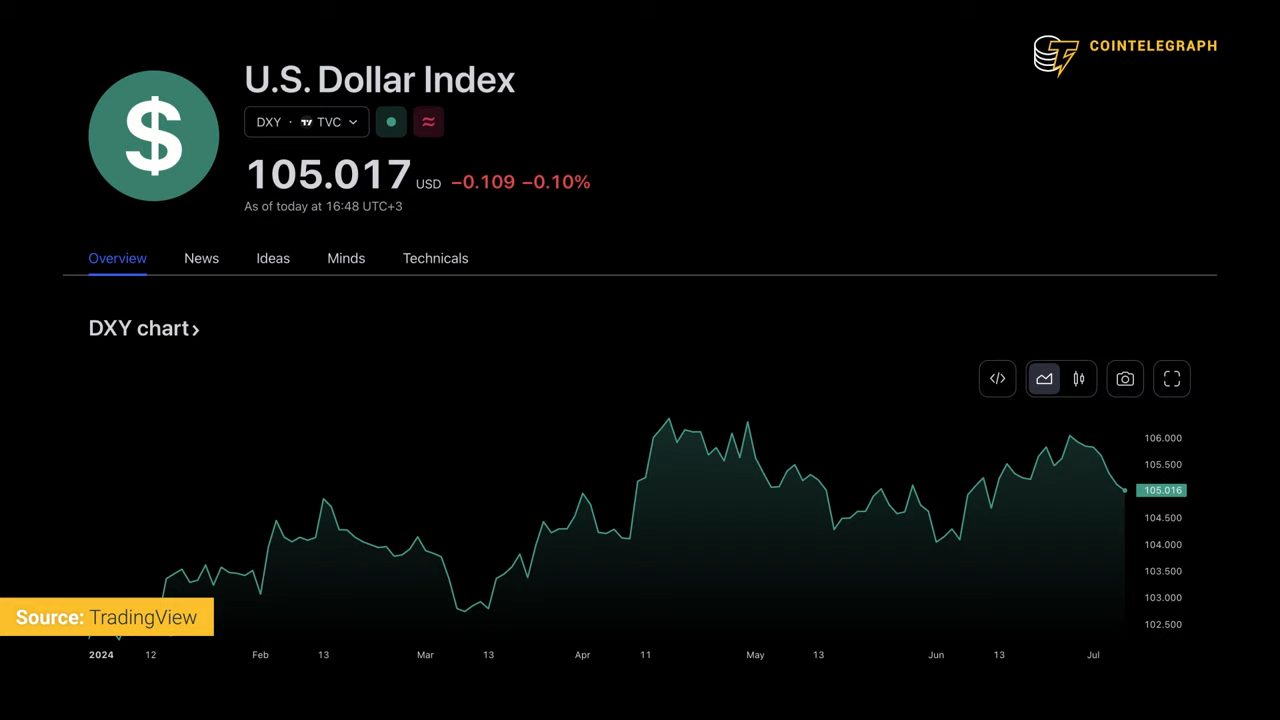 COINTELEGRAPH
U.S. Dollar Index
DXY · TVC
105.017 USD −0.109 −0.10%
As of today at 16:48 UTC+3
Overview News Ideas Minds Technicals
DXY chart›
106.000
105.500
105.016
104.500
104.000
103.500
103.000
102.500
Source: TradingView
2024 12 Feb 13 Mar 13 Apr 11 May 13 Jun 13 Jul